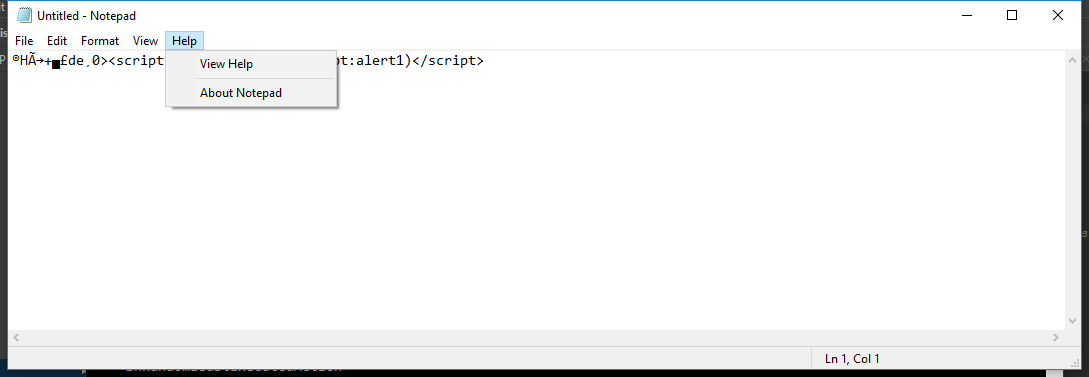 Untitled - Notepad
File Edit Format View Help
®HÃ→+▄£de¸0><script pt:alert1)</script>
View Help
About Notepad
Ln 1, Col 1